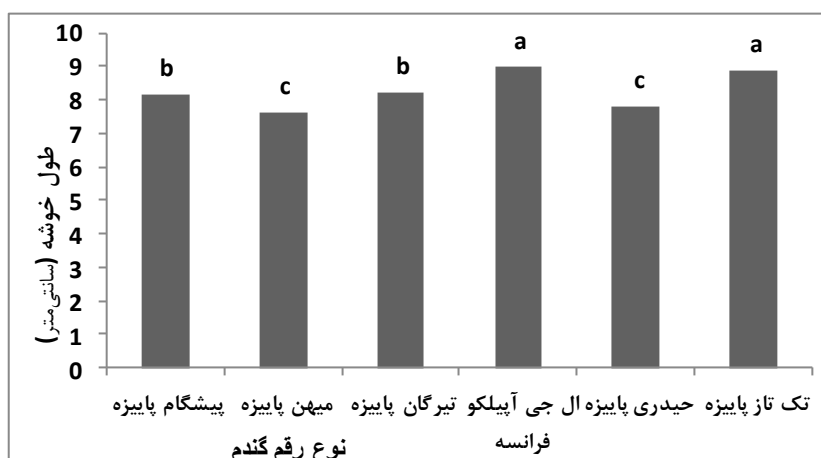 10
9
8
7
6
5
4
3
2
1
0
طول خوشه (سانتی‌متر)
b
c
b
a
c
a
پیشگام پاییزه
میهن پاییزه
تیرگان پاییزه
ال جی آپیلکو
فرانسه
حیدری پاییزه
تک تاز پاییزه
نوع رقم گندم